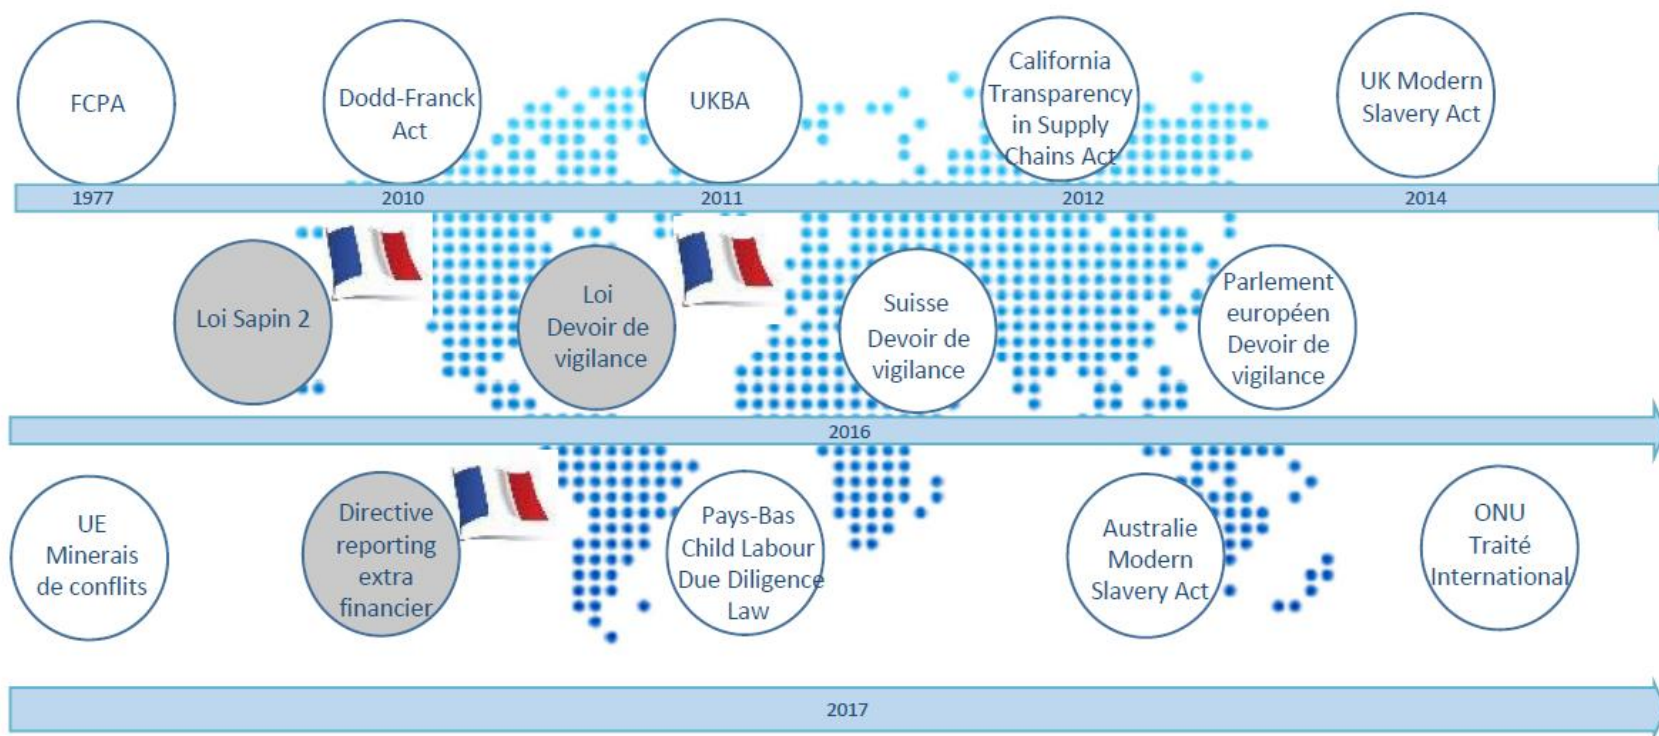 FCPA
Dodd-Franck
Act
UKBA
California
Transparency
in Supply
Chains Act
UK Modern
Slavery Act
1977
2010
2011
2012
2014
Loi Sapin 2
Loi
Devoir de
vigilance
Suisse
Devoir de
vigilance
Parlement
européen
Devoir de
vigilance
2016
UE
Minerais
de conflits
Directive
reporting
extra
financier
Pays-Bas
Child Labour
Due Diligence
Law
Australie
Modern
Slavery Act
ONU
Traité
International
2017